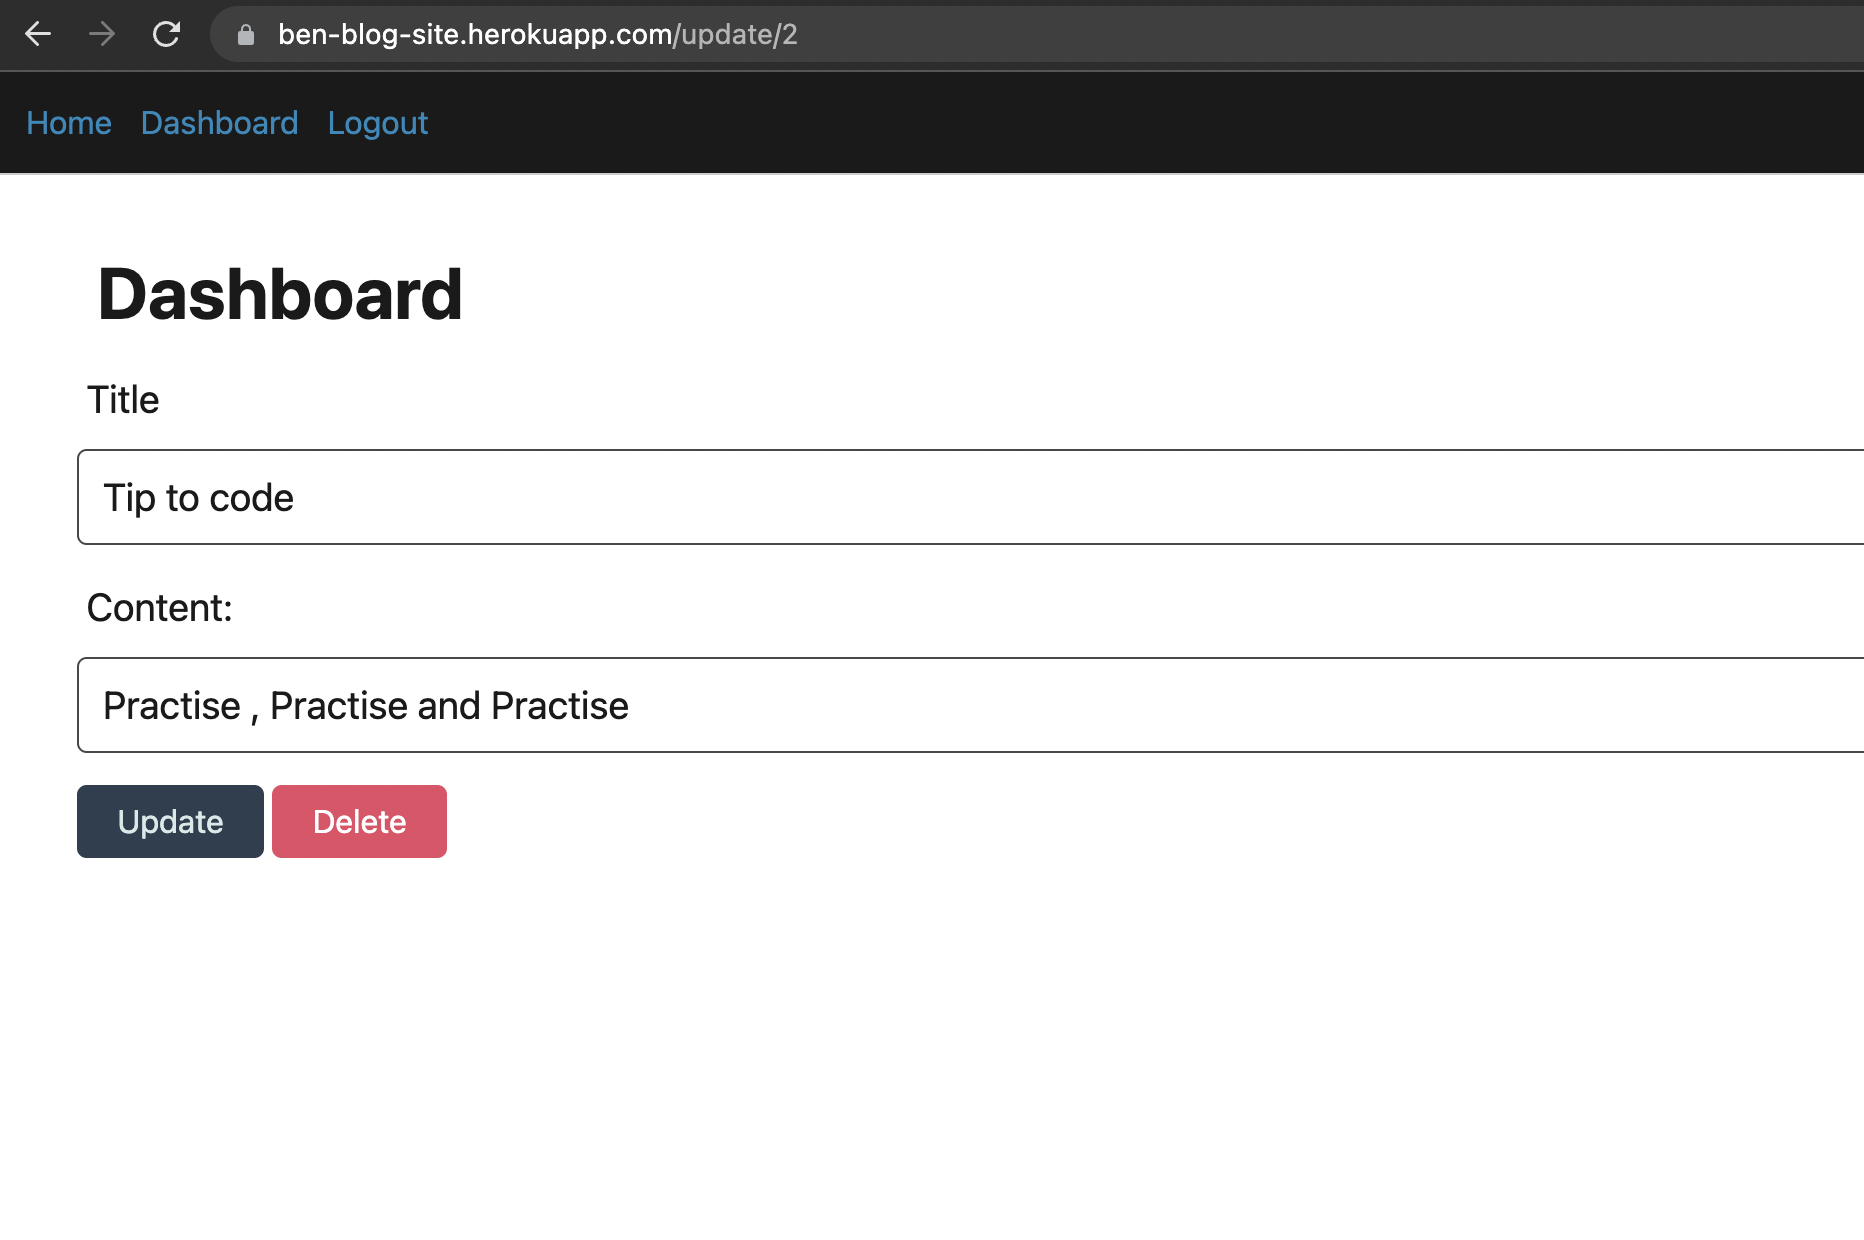 ben-blog-site.herokuapp.com/update/2
Home Dashboard Logout
Dashboard
Title
Tip to code
Content:
Practise , Practise and Practise
Update Delete